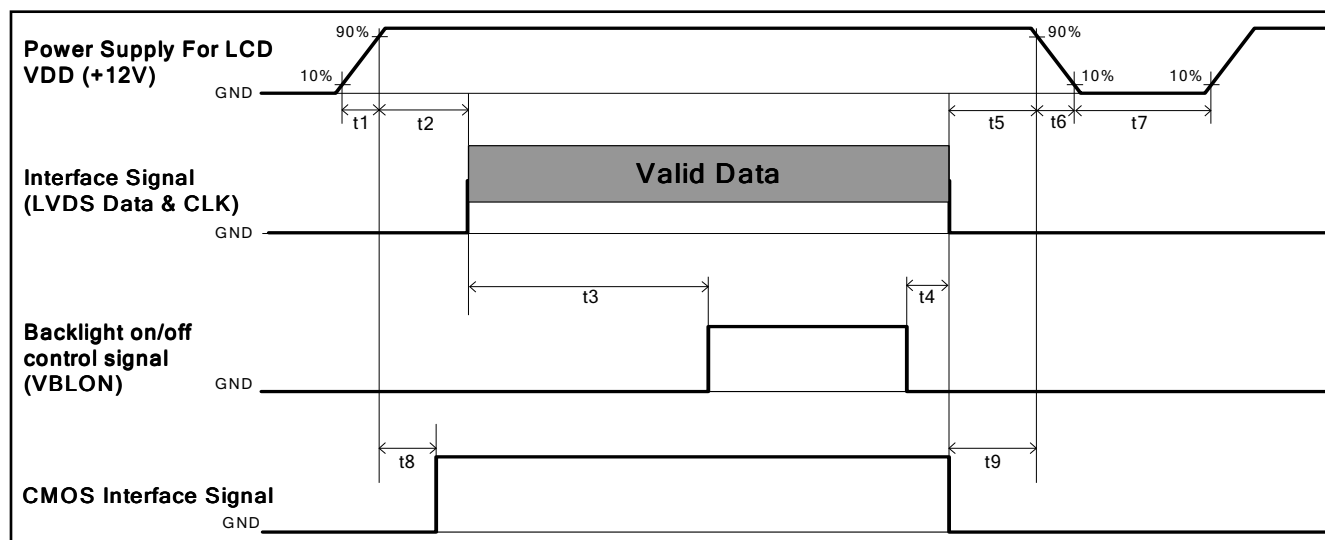 90%
90%
Power Supply For LCD
VDD (+12V)
10%
10%
10%
GND
t1
t2
t5
t6
t7
Valid Data
Interface Signal
(LVDS Data & CLK)
GND
t3
t4
Backlight on/off
control signal
(VBLON)
GND
t8
t9
CMOS Interface Signal
GND